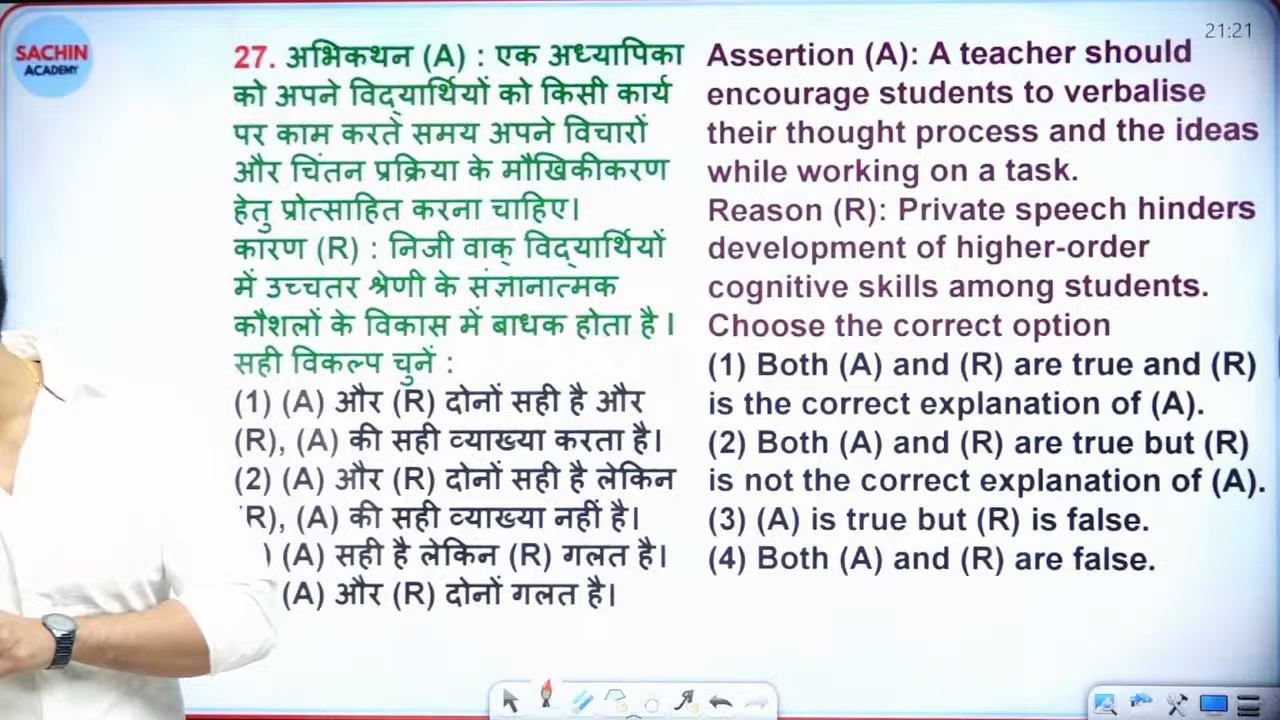 SACHIN
ACADEMY
21:21
27. अभिकथन (A) : एक अध्यापिका
को अपने विद्यार्थियों को किसी कार्य
पर काम करते समय अपने विचारों
और चिंतन प्रक्रिया के मौखिकीकरण
हेतु प्रोत्साहित करना चाहिए।
कारण (R) : निजी वाक् विद्यार्थियों
में उच्चतर श्रेणी के संज्ञानात्मक
कौशलों के विकास में बाधक होता है ।
सही विकल्प चुनें :
(1) (A) और (R) दोनों सही है और
(R), (A) की सही व्याख्या करता है।
(2) (A) और (R) दोनों सही है लेकिन
R), (A) की सही व्याख्या नहीं है।
) (A) सही है लेकिन (R) गलत है।
(A) और (R) दोनों गलत है।
Assertion (A): A teacher should
encourage students to verbalise
their thought process and the ideas
while working on a task.
Reason (R): Private speech hinders
development of higher-order
cognitive skills among students.
Choose the correct option
(1) Both (A) and (R) are true and (R)
is the correct explanation of (A).
(2) Both (A) and (R) are true but (R)
is not the correct explanation of (A).
(3) (A) is true but (R) is false.
(4) Both (A) and (R) are false.